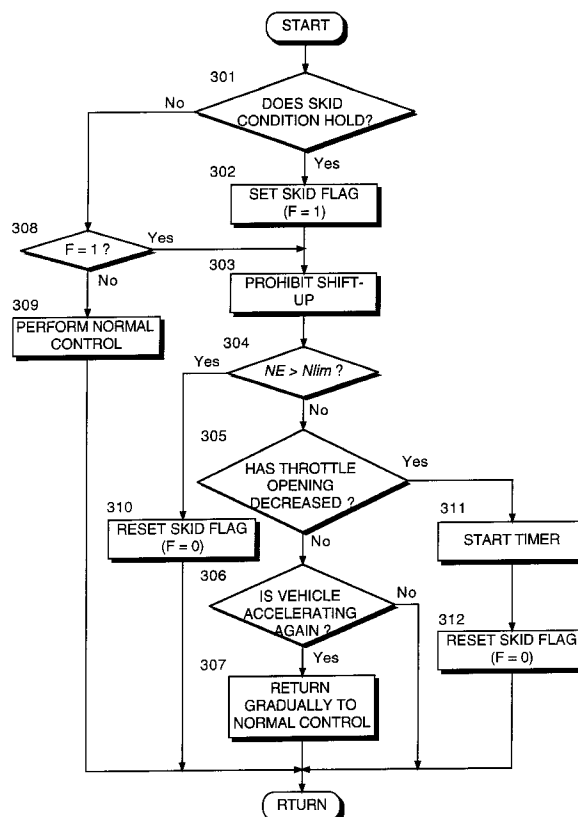 START
301
No
DOES SKID
CONDITION HOLD?
Yes
302
SET SKID FLAG
(F = 1)
308
F = 1 ?
Yes
No
303
PROHIBIT SHIFT-
UP
309
PERFORM NORMAL
CONTROL
304
Yes
NE > Nlim ?
No
305
HAS THROTTLE
OPENING
DECREASED ?
Yes
No
310
RESET SKID FLAG
(F = 0)
311
START TIMER
306
IS VEHICLE
ACCELERATING
AGAIN ?
No
Yes
312
RESET SKID FLAG
(F = 0)
307
RETURN
GRADUALLY TO
NORMAL CONTROL
RTURN